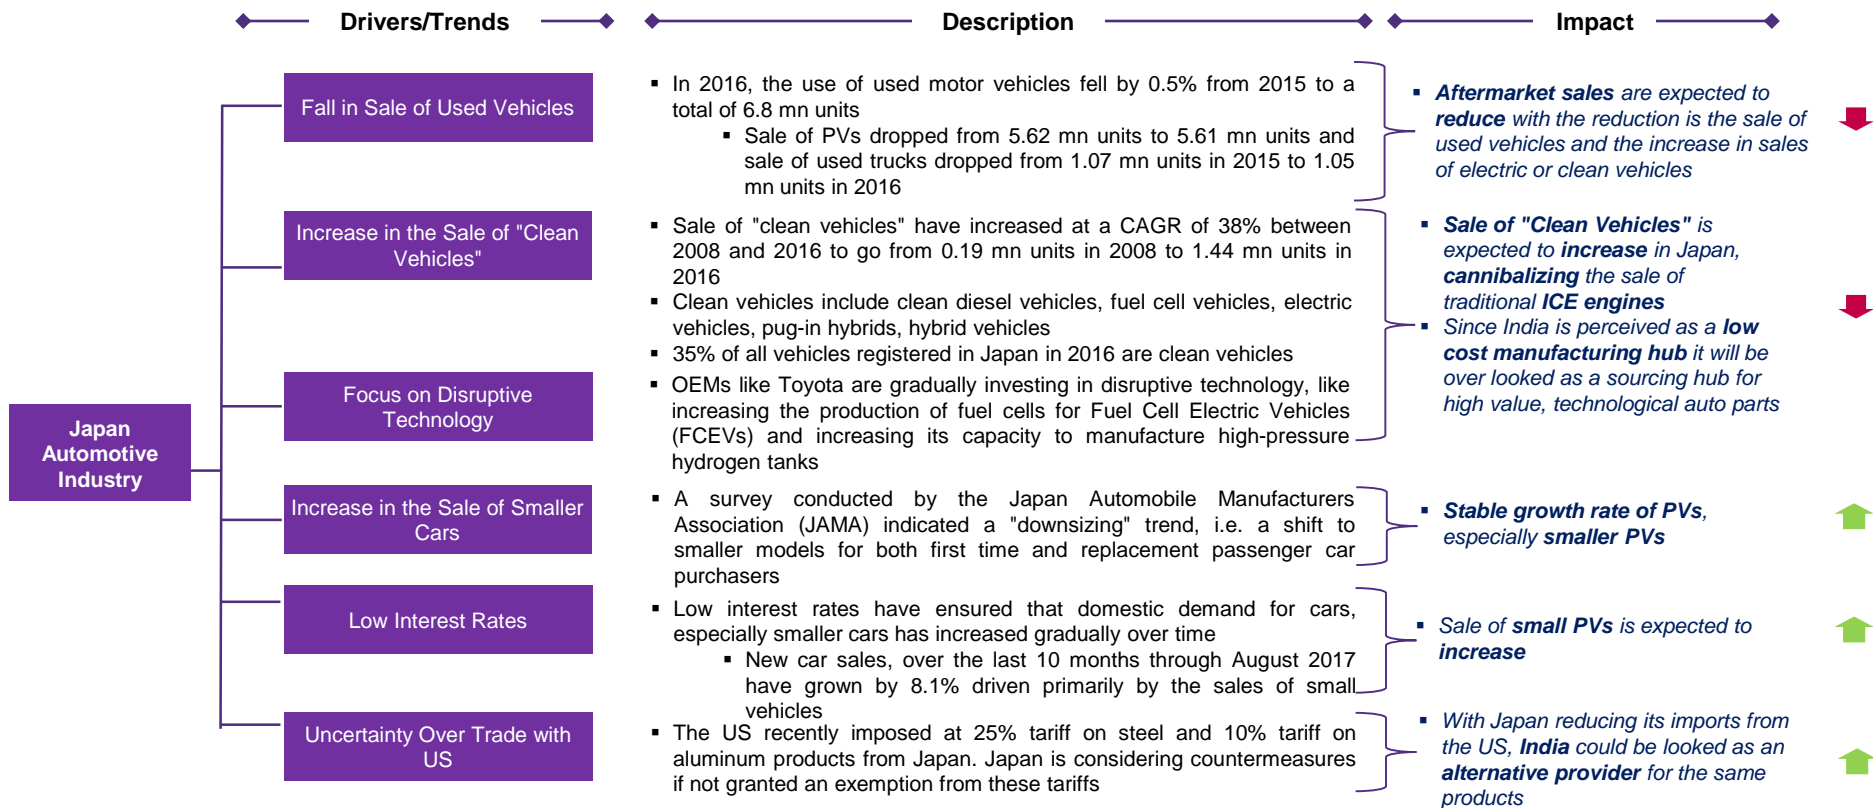 Drivers/Trends
Description
Impact
Japan
Automotive
Industry
Fall in Sale of Used Vehicles
▪ In 2016, the use of used motor vehicles fell by 0.5% from 2015 to a
total of 6.8 mn units
▪ Sale of PVs dropped from 5.62 mn units to 5.61 mn units and
sale of used trucks dropped from 1.07 mn units in 2015 to 1.05
mn units in 2016
▪ Aftermarket sales are expected to
reduce with the reduction is the sale of
used vehicles and the increase in sales
of electric or clean vehicles
Increase in the Sale of "Clean
Vehicles"
▪ Sale of "clean vehicles" have increased at a CAGR of 38% between
2008 and 2016 to go from 0.19 mn units in 2008 to 1.44 mn units in
2016
▪ Clean vehicles include clean diesel vehicles, fuel cell vehicles, electric
vehicles, pug-in hybrids, hybrid vehicles
▪ 35% of all vehicles registered in Japan in 2016 are clean vehicles
Focus on Disruptive
Technology
▪ OEMs like Toyota are gradually investing in disruptive technology, like
increasing the production of fuel cells for Fuel Cell Electric Vehicles
(FCEVs) and increasing its capacity to manufacture high-pressure
hydrogen tanks
▪ Sale of "Clean Vehicles" is
expected to increase in Japan,
cannibalizing the sale of
traditional ICE engines
▪ Since India is perceived as a low
cost manufacturing hub it will be
over looked as a sourcing hub for
high value, technological auto parts
Increase in the Sale of Smaller
Cars
▪ A survey conducted by the Japan Automobile Manufacturers
Association (JAMA) indicated a "downsizing" trend, i.e. a shift to
smaller models for both first time and replacement passenger car
purchasers
▪ Stable growth rate of PVs,
especially smaller PVs
Low Interest Rates
▪ Low interest rates have ensured that domestic demand for cars,
especially smaller cars has increased gradually over time
▪ New car sales, over the last 10 months through August 2017
have grown by 8.1% driven primarily by the sales of small
vehicles
▪ Sale of small PVs is expected to
increase
Uncertainty Over Trade with
US
▪ The US recently imposed at 25% tariff on steel and 10% tariff on
aluminum products from Japan. Japan is considering countermeasures
if not granted an exemption from these tariffs
▪ With Japan reducing its imports from
the US, India could be looked as an
alternative provider for the same
products